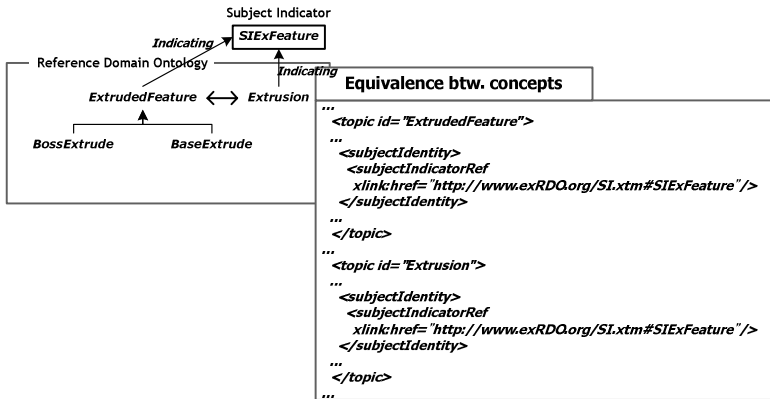 Subject Indicator
SIExFeature
Indicating
Reference Domain Ontology
Indicating
ExtrudedFeature
Extrusion
BossExtrude
BaseExtrude
Equivalence btw. concepts
...
<topic id="ExtrudedFeature">
...
<subjectIdentity>
<subjectIndicatorRef
xlink:href="http://www.exRDO.org/SI.xtm#SIExFeature"/>
</subjectIdentity>
...
</topic>
...
<topic id="Extrusion">
...
<subjectIdentity>
<subjectIndicatorRef
xlink:href="http://www.exRDO.org/SI.xtm#SIExFeature"/>
</subjectIdentity>
...
</topic>
...